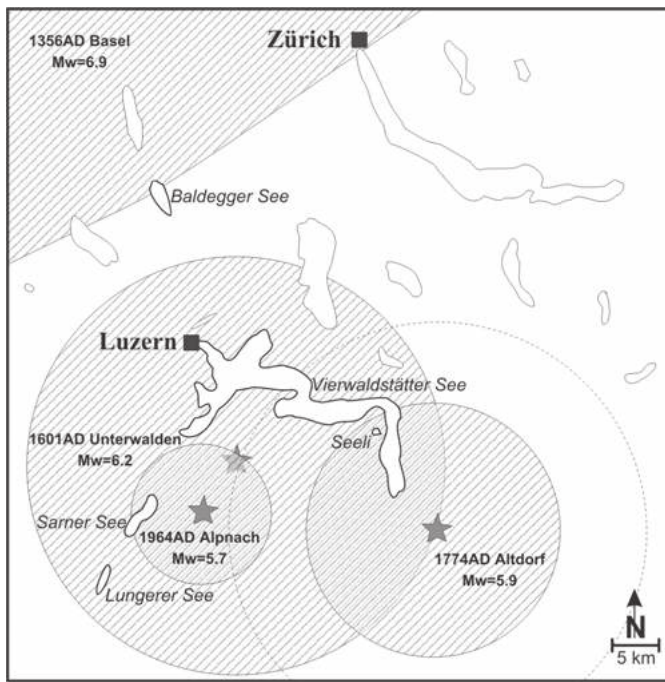 1356AD Basel
Mw=6.9
Zürich
Baldegger See
Luzern
Vierwaldstätter See
1601AD Unterwalden
Mw=6.2
Seeli
Sarner See
1964AD Alpnach
Mw=5.7
1774AD Altdorf
Mw=5.9
Lungerer See
N
5 km